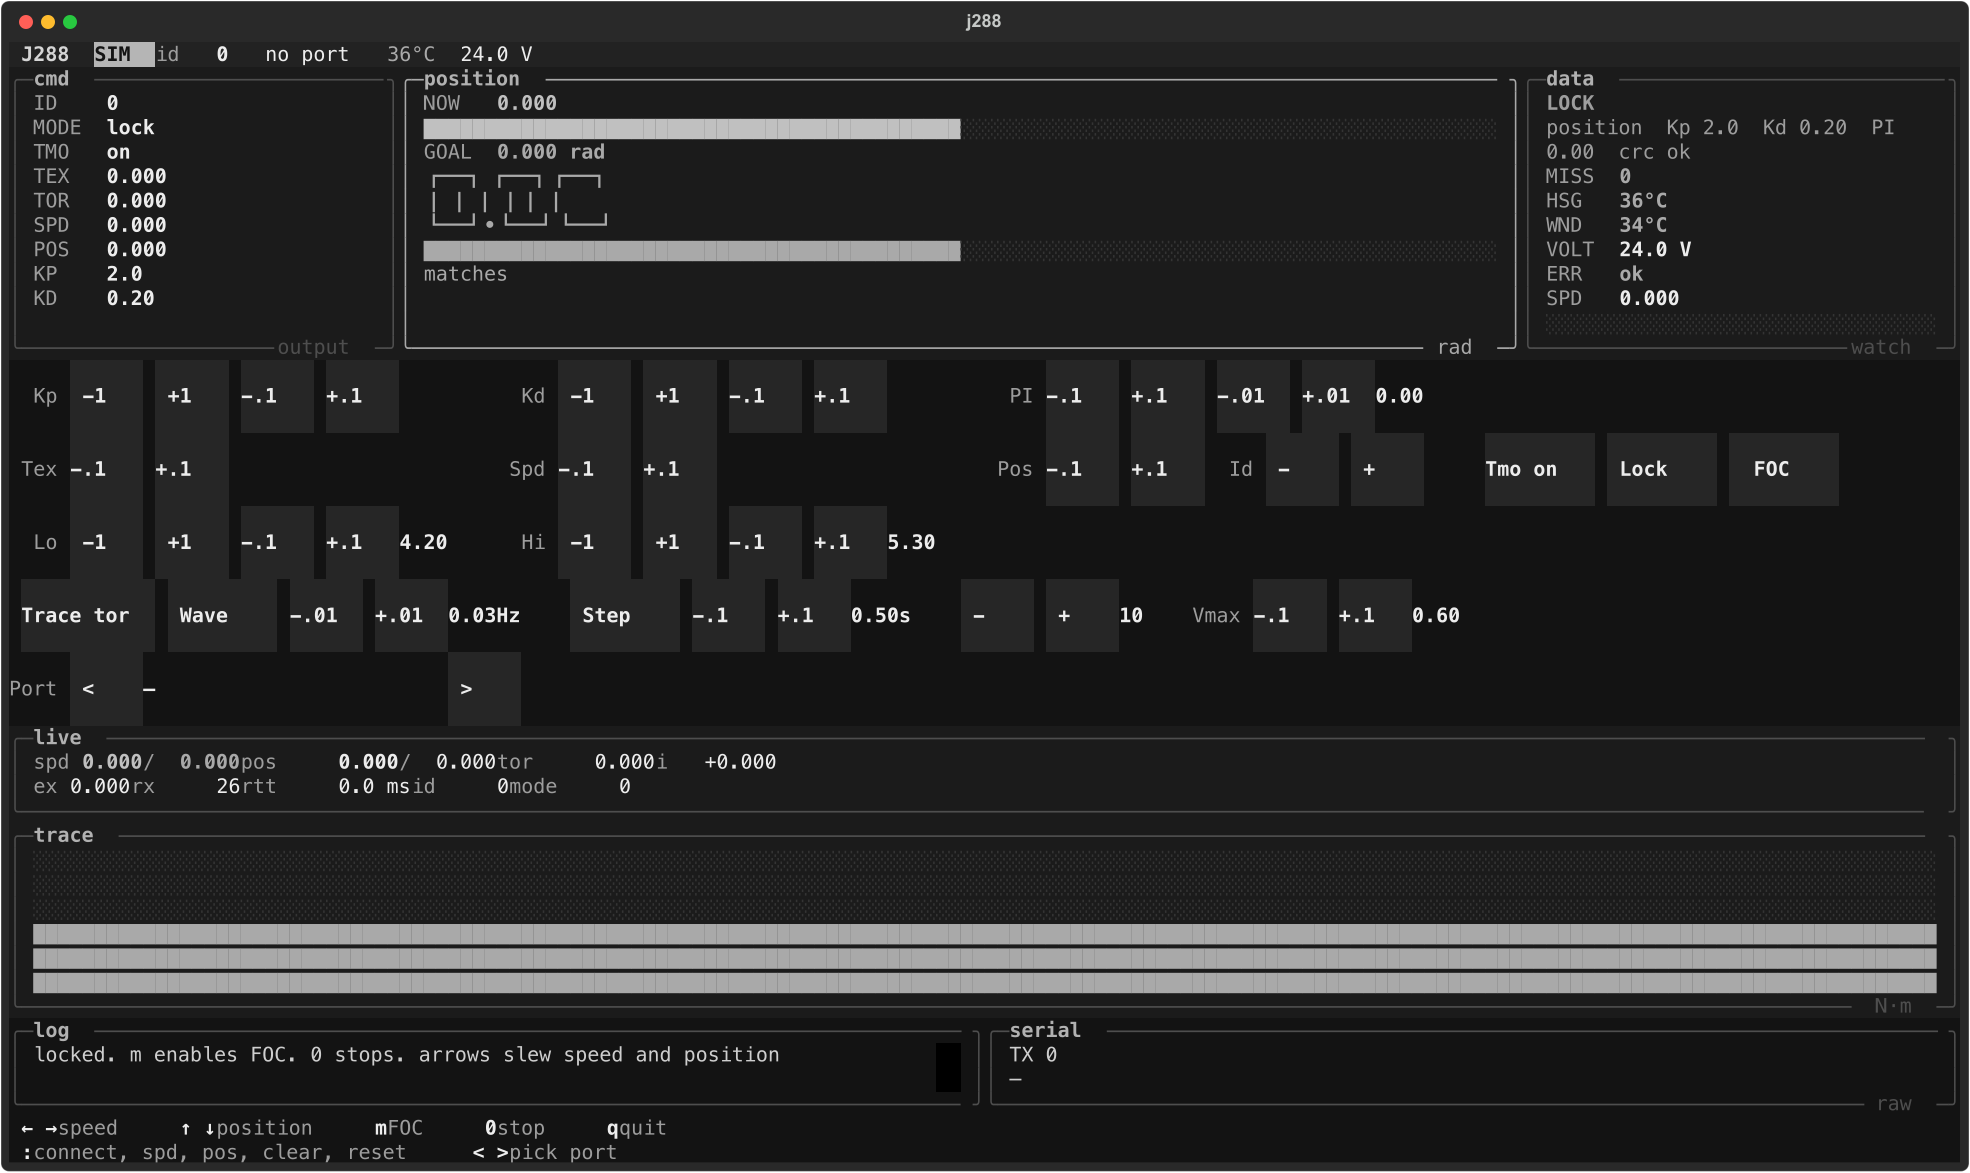 j288
J288 SIM id 0 no port 36°C 24.0 V
cmd
ID 0
MODE lock
TMO on
TEX 0.000
TOR 0.000
SPD 0.000
POS 0.000
KP 2.0
KD 0.20
output
position
NOW 0.000
GOAL 0.000 rad
0.00
matches
rad
data
LOCK
position Kp 2.0 Kd 0.20 PI
0.00 crc ok
MISS 0
HSG 36°C
WND 34°C
VOLT 24.0 V
ERR ok
SPD 0.000
watch
Kp −1 +1 −.1 +.1 Kd −1 +1 −.1 +.1 PI −.1 +.1 −.01 +.01 0.00
Tex −.1 +.1 Spd −.1 +.1 Pos −.1 +.1 Id − + Tmo on Lock FOC
Lo −1 +1 −.1 +.1 4.20 Hi −1 +1 −.1 +.1 5.30
Trace tor Wave −.01 +.01 0.03Hz Step −.1 +.1 0.50s − + 10 Vmax −.1 +.1 0.60
Port < — >
live
spd 0.000/ 0.000pos 0.000/ 0.000tor 0.000i +0.000
ex 0.000rx 26rtt 0.0 msid 0mode 0
trace
N·m
log
locked. m enables FOC. 0 stops. arrows slew speed and position
serial
TX 0
—
raw
← →speed ↑ ↓position mFOC 0stop qquit
:connect, spd, pos, clear, reset < >pick port